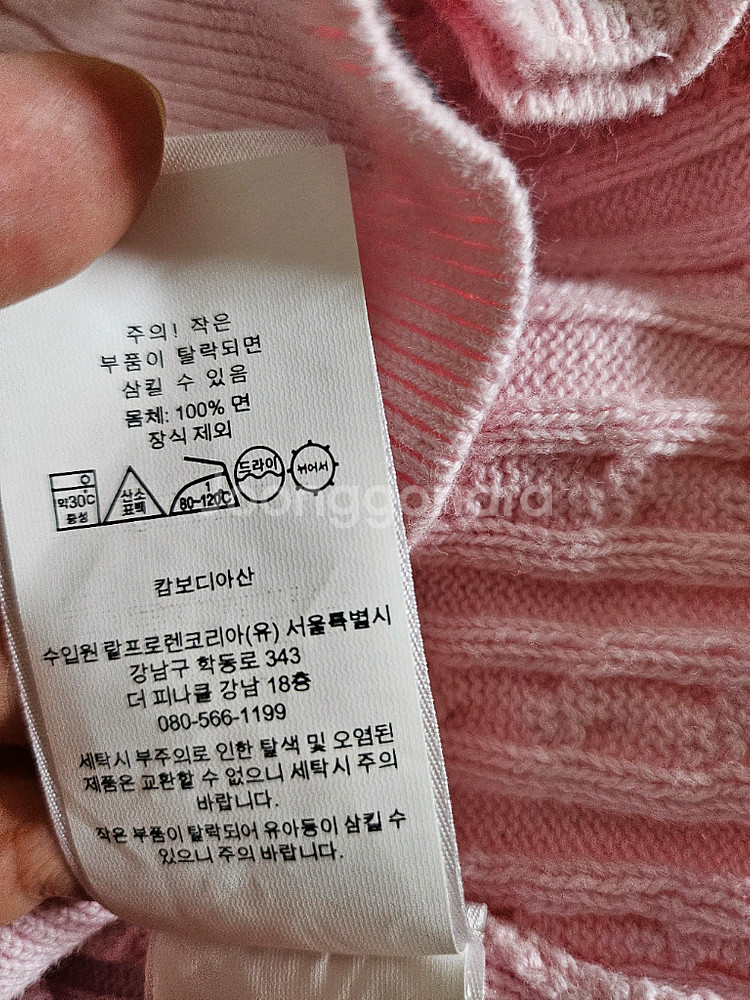 주의! 작은
부품이 탈락되면
삼킬 수 있음
몸체: 100% 면
장식 제외
약30℃
중성
산소
표백
80~120℃
드라이
뉘어서
캄보디아산
수입원 랄프로렌코리아(유) 서울특별시
강남구 학동로 343
더 피나클 강남 18층
080-566-1199
세탁시 부주의로 인한 탈색 및 오염된
제품은 교환할 수 없으니 세탁시 주의
바랍니다.
작은 부품이 탈락되어 유아등이 삼킬 수
있으니 주의 바랍니다.